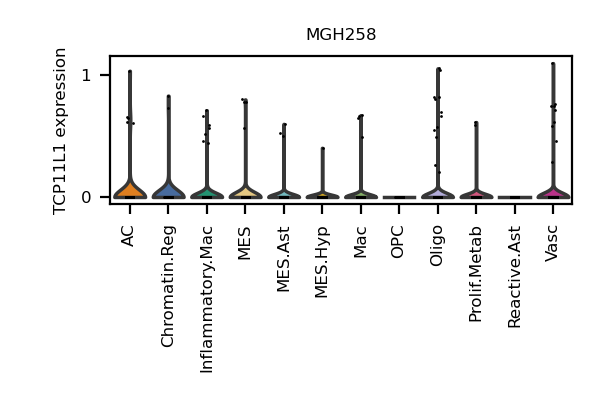 MGH258
TCP11L1 expression
1
0
AC
Chromatin.Reg
Inflammatory.Mac
MES
MES.Ast
MES.Hyp
Mac
OPC
Oligo
Prolif.Metab
Reactive.Ast
Vasc